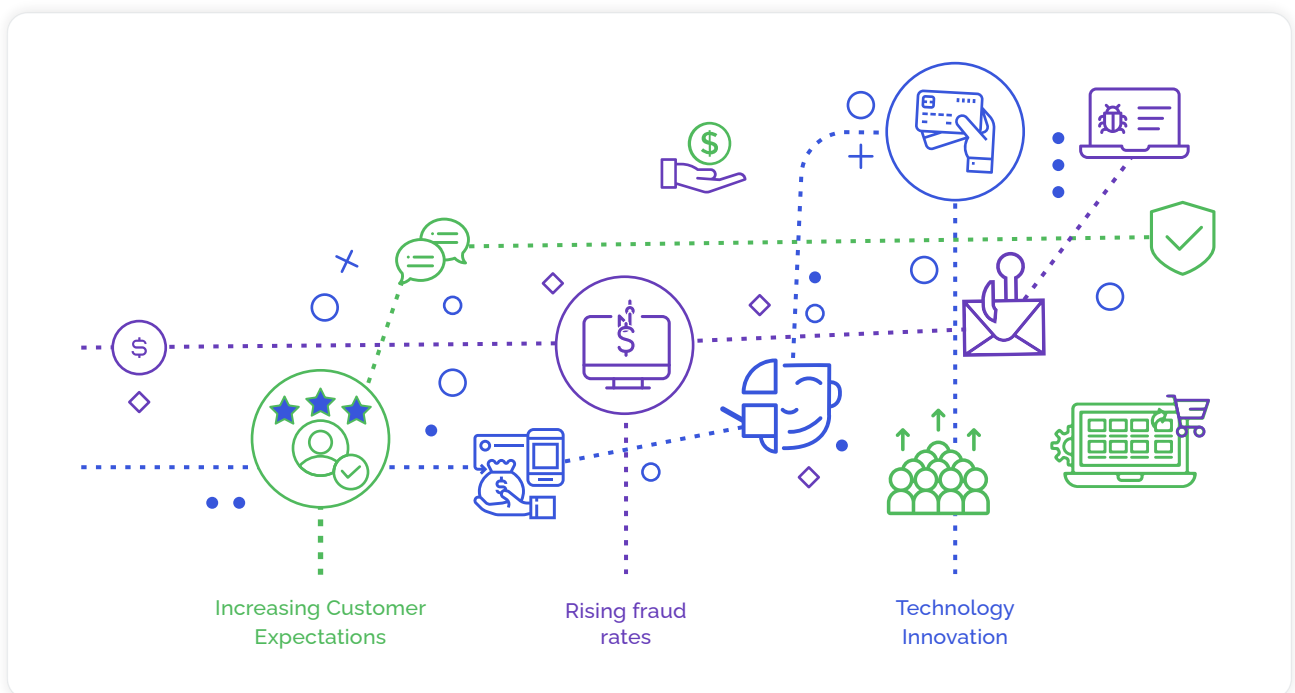 Increasing Customer
Expectations
Rising fraud
rates
Technology
Innovation